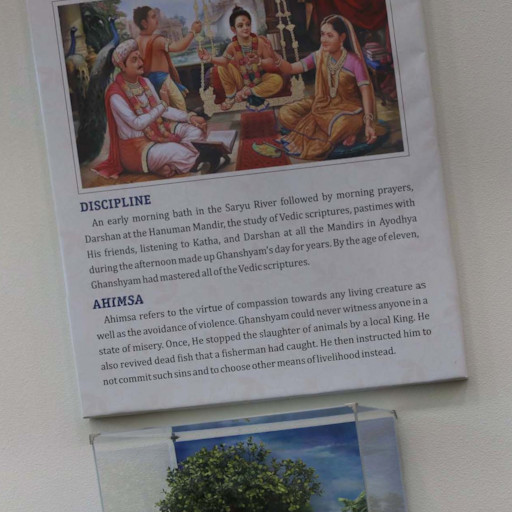 DISCIPLINE
An early morning bath in the Saryu River followed by morning prayers,
Darshan at the Hanuman Mandir, the study of Vedic scriptures, pastimes with
His friends, listening to Katha, and Darshan at all the Mandirs in Ayodhya
during the afternoon made up Ghanshyam's day for years. By the age of eleven,
Ghanshyam had mastered all of the Vedic scriptures.
AHIMSA
Ahimsa refers to the virtue of compassion towards any living creature as
well as the avoidance of violence. Ghanshyam could never witness anyone in a
state of misery. Once, He stopped the slaughter of animals by a local King. He
also revived dead fish that a fisherman had caught. He then instructed him to
not commit such sins and to choose other means of livelihood instead.